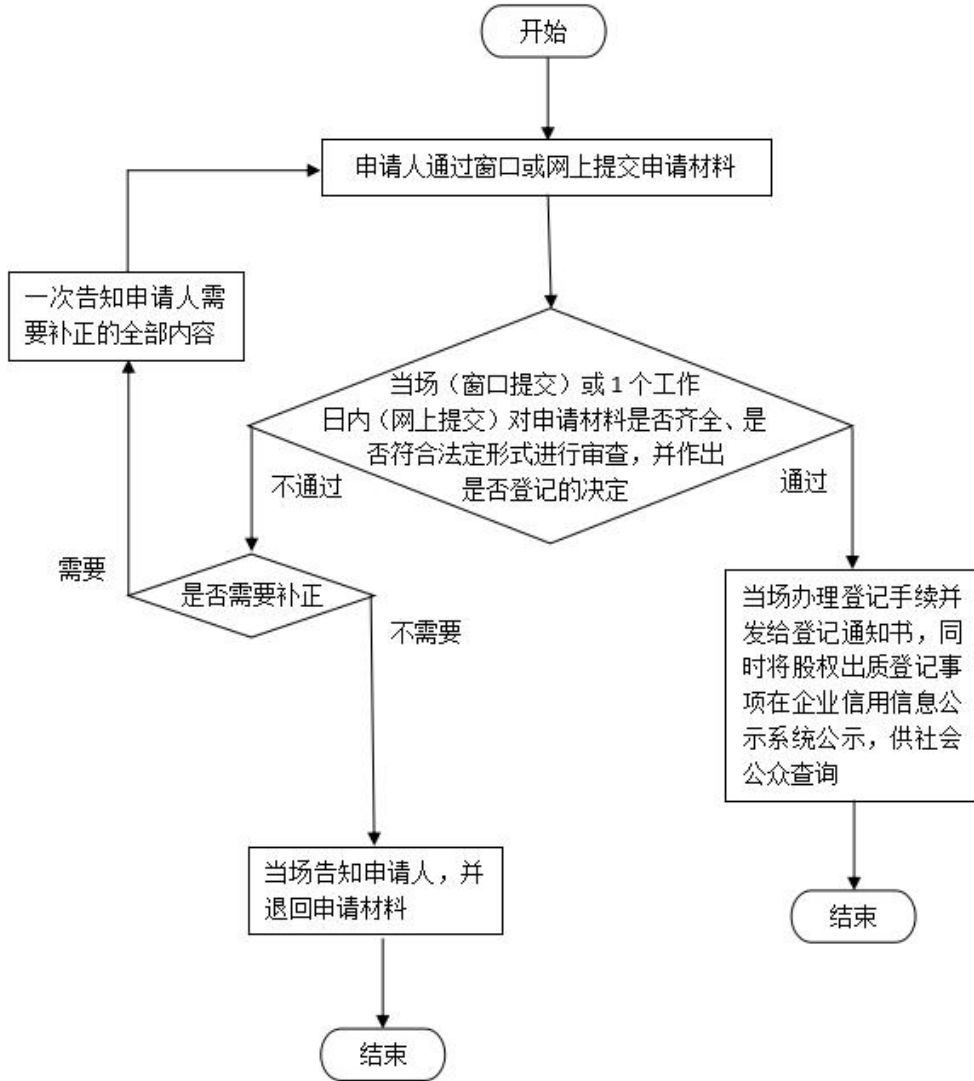 开始
申请人通过窗口或网上提交申请材料
一次告知申请人需
要补正的全部内容
当场（窗口提交）或1个工作
日内（网上提交）对申请材料是否齐全、是
否符合法定形式进行审查，并作出
是否登记的决定
不通过
通过
需要
是否需要补正
不需要
当场办理登记手续并
发给登记通知书，同
时将股权出质登记事
项在企业信用信息公
示系统公示，供社会
公众查询
当场告知申请人，并
退回申请材料
结束
结束